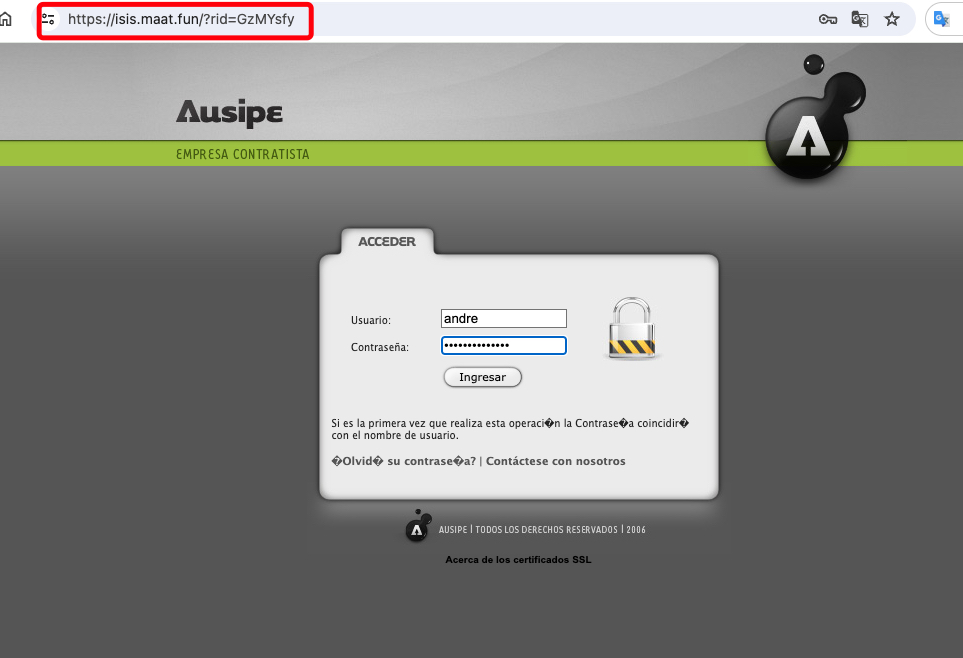 https://isis.maat.fun/?rid=GzMYsfy
Ausipe
EMPRESA CONTRATISTA
ACCEDER
Usuario: andre
Contraseña: ••••••••••••••
Ingresar
Si es la primera vez que realiza esta operaci�n la Contrase�a coincidir�
con el nombre de usuario.
�Olvid� su contrase�a? | Contáctese con nosotros
AUSIPE | TODOS LOS DERECHOS RESERVADOS | 2006
Acerca de los certificados SSL